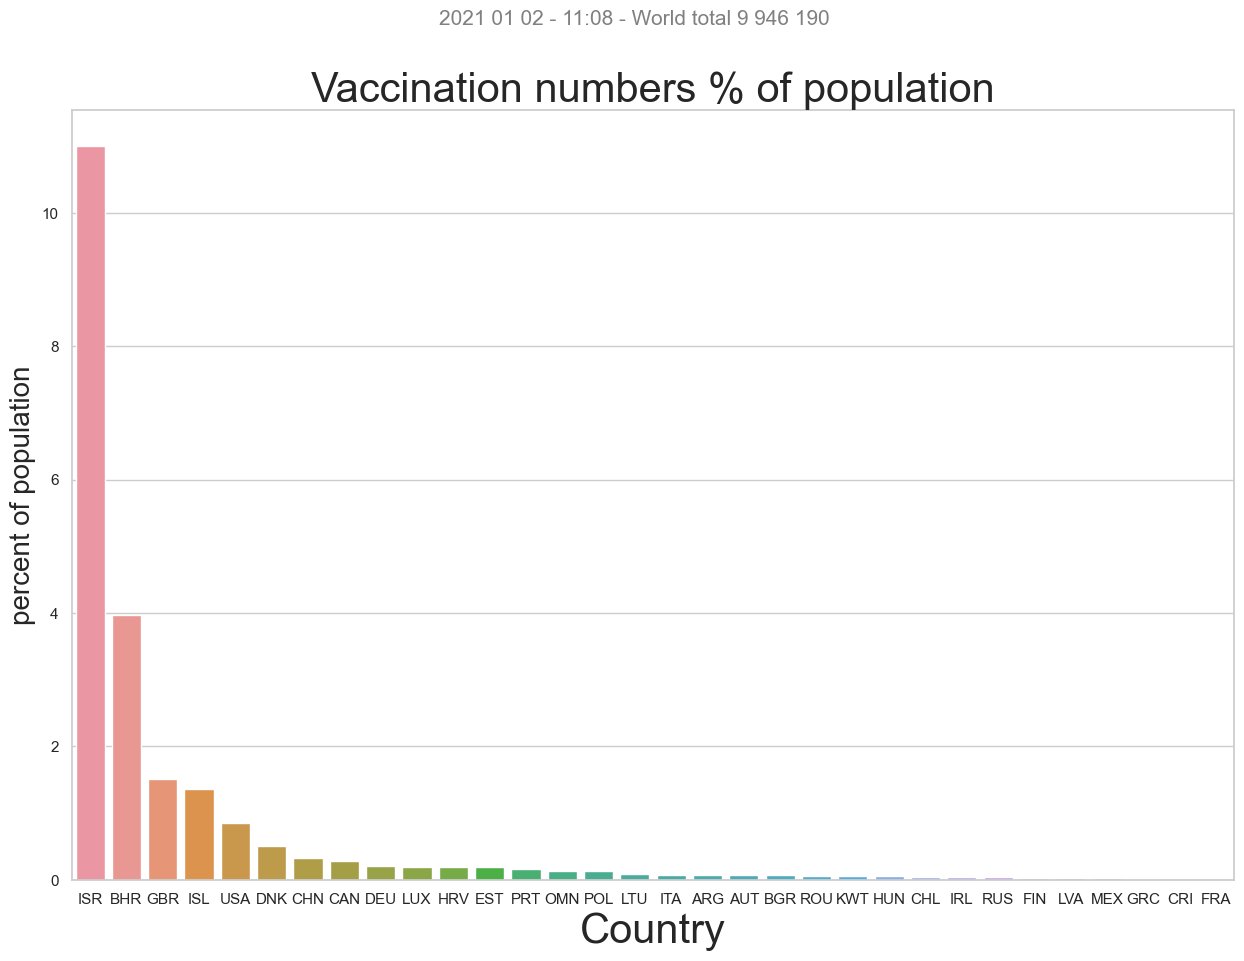 2021 01 02 - 11:08 - World total 9 946 190
Vaccination numbers % of population
percent of population
10
8
6
4
2
0
ISR BHR GBR ISL USA DNK CHN CAN DEU LUX HRV EST PRT OMN POL LTU ITA ARG AUT BGR ROU KWT HUN CHL IRL RUS FIN LVA MEX GRC CRI FRA
Country